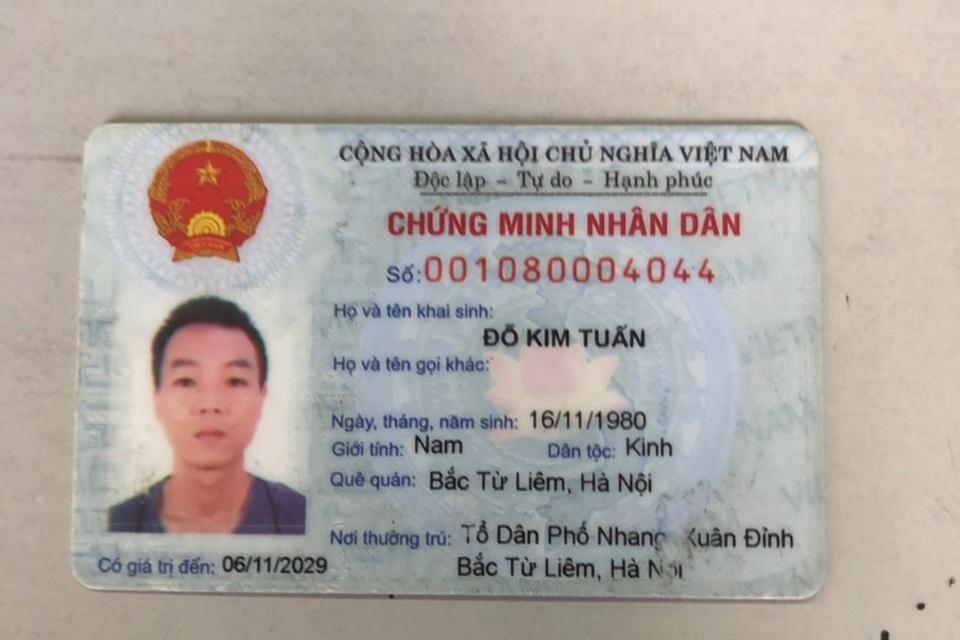 CỘNG HÒA XÃ HỘI CHỦ NGHĨA VIỆT NAM
Độc lập - Tự do - Hạnh phúc
CHỨNG MINH NHÂN DÂN
Số: 001080004044
Họ và tên khai sinh:
ĐỖ KIM TUẤN
Họ và tên gọi khác:
Ngày, tháng, năm sinh: 16/11/1980
Giới tính: Nam Dân tộc: Kinh
Quê quán: Bắc Từ Liêm, Hà Nội
Nơi thường trú: Tổ Dân Phố Nhang Xuân Đỉnh
Bắc Từ Liêm, Hà Nội
Có giá trị đến: 06/11/2029